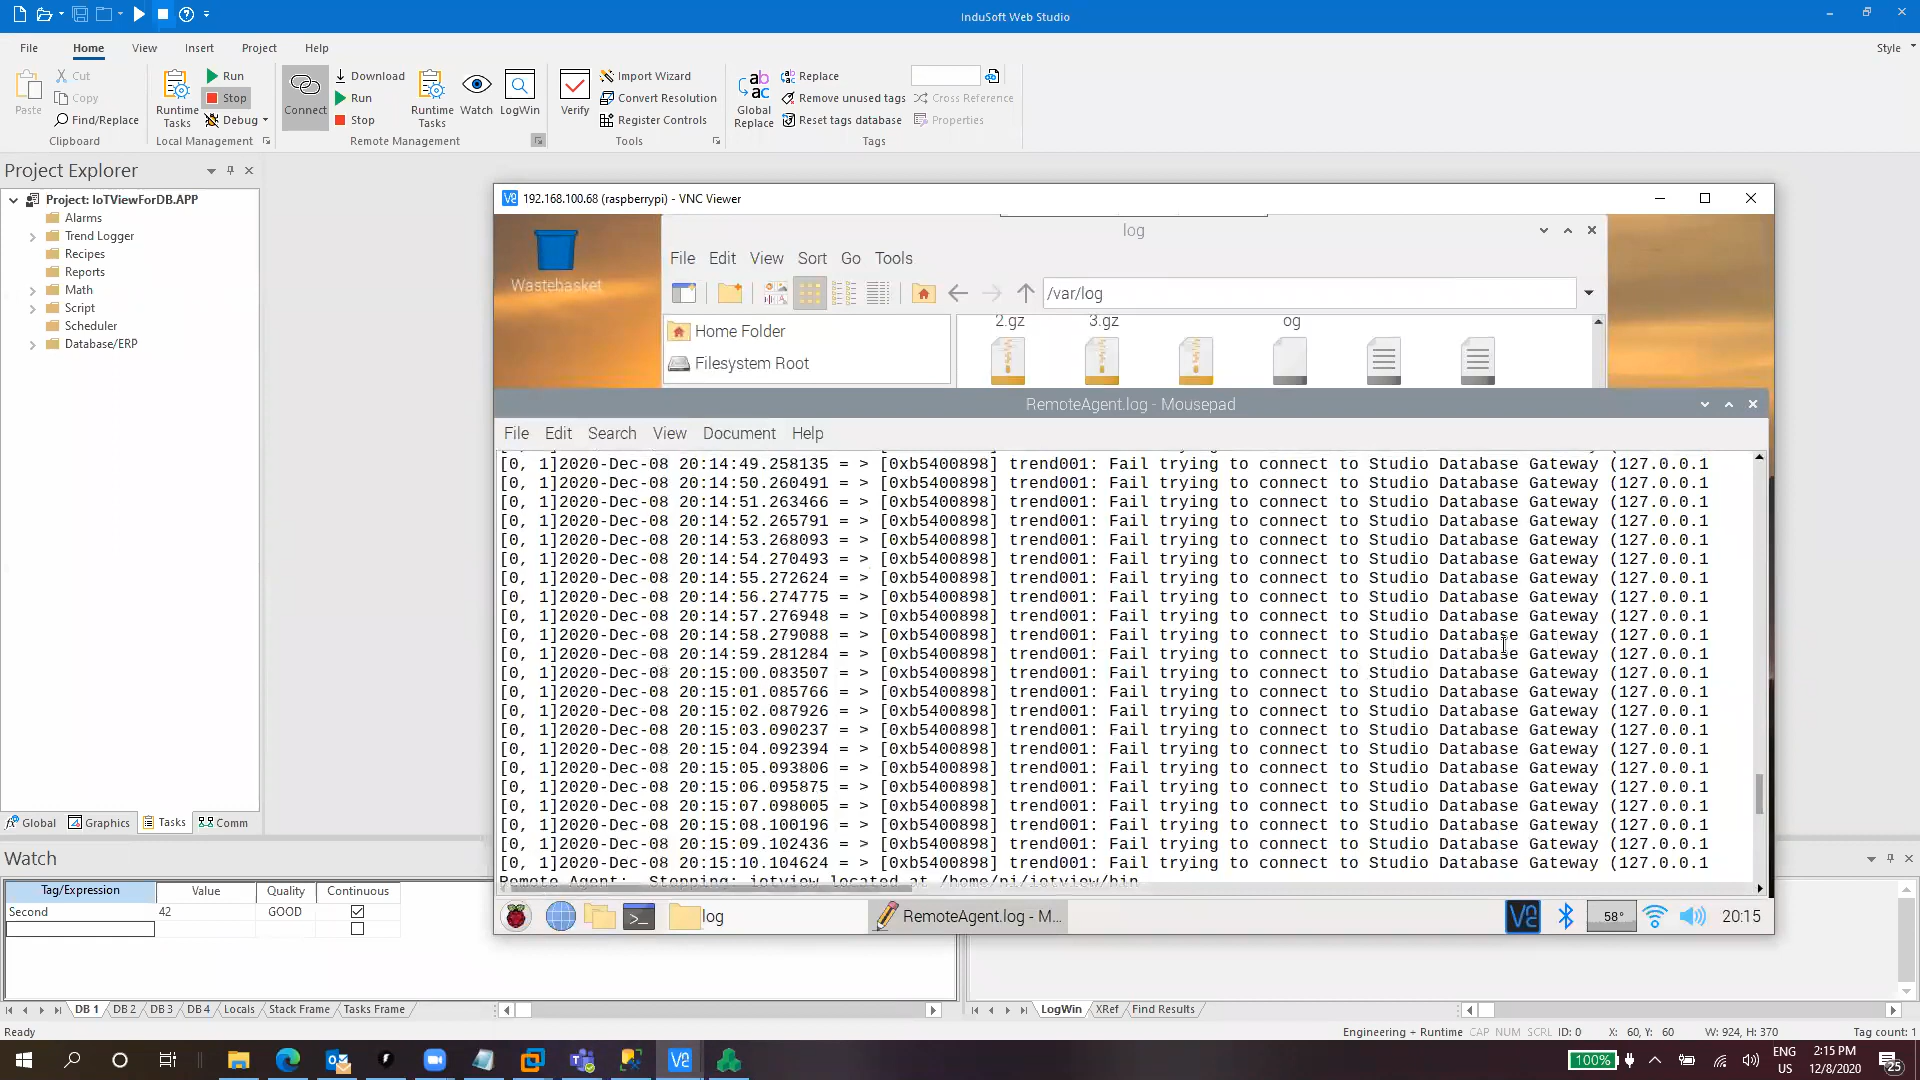 InduSoft Web Studio
File Home View Insert Project Help Style
Paste
Cut
Copy
Find/Replace
Clipboard
Runtime Tasks
Run
Stop
Debug
Local Management
Connect
Download
Run
Stop
Runtime Tasks
Watch
LogWin
Remote Management
Verify
Import Wizard
Convert Resolution
Register Controls
Tools
Global Replace
Replace
Remove unused tags
Reset tags database
Cross Reference
Properties
Tags
Project Explorer
Project: IoTViewForDB.APP
Alarms
Trend Logger
Recipes
Reports
Math
Script
Scheduler
Database/ERP
Global Graphics Tasks Comm
192.168.100.68 (raspberrypi) - VNC Viewer
Wastebasket
log
File Edit View Sort Go Tools
/var/log
Home Folder
Filesystem Root
2.gz 3.gz og
RemoteAgent.log - Mousepad
File Edit Search View Document Help
[0, 1]2020-Dec-08 20:14:49.258135 = > [0xb5400898] trend001: Fail trying to connect to Studio Database Gateway (127.0.0.1
[0, 1]2020-Dec-08 20:14:50.260491 = > [0xb5400898] trend001: Fail trying to connect to Studio Database Gateway (127.0.0.1
[0, 1]2020-Dec-08 20:14:51.263466 = > [0xb5400898] trend001: Fail trying to connect to Studio Database Gateway (127.0.0.1
[0, 1]2020-Dec-08 20:14:52.265791 = > [0xb5400898] trend001: Fail trying to connect to Studio Database Gateway (127.0.0.1
[0, 1]2020-Dec-08 20:14:53.268093 = > [0xb5400898] trend001: Fail trying to connect to Studio Database Gateway (127.0.0.1
[0, 1]2020-Dec-08 20:14:54.270493 = > [0xb5400898] trend001: Fail trying to connect to Studio Database Gateway (127.0.0.1
[0, 1]2020-Dec-08 20:14:55.272624 = > [0xb5400898] trend001: Fail trying to connect to Studio Database Gateway (127.0.0.1
[0, 1]2020-Dec-08 20:14:56.274775 = > [0xb5400898] trend001: Fail trying to connect to Studio Database Gateway (127.0.0.1
[0, 1]2020-Dec-08 20:14:57.276948 = > [0xb5400898] trend001: Fail trying to connect to Studio Database Gateway (127.0.0.1
[0, 1]2020-Dec-08 20:14:58.279088 = > [0xb5400898] trend001: Fail trying to connect to Studio Database Gateway (127.0.0.1
[0, 1]2020-Dec-08 20:14:59.281284 = > [0xb5400898] trend001: Fail trying to connect to Studio Database Gateway (127.0.0.1
[0, 1]2020-Dec-08 20:15:00.083507 = > [0xb5400898] trend001: Fail trying to connect to Studio Database Gateway (127.0.0.1
[0, 1]2020-Dec-08 20:15:01.085766 = > [0xb5400898] trend001: Fail trying to connect to Studio Database Gateway (127.0.0.1
[0, 1]2020-Dec-08 20:15:02.087926 = > [0xb5400898] trend001: Fail trying to connect to Studio Database Gateway (127.0.0.1
[0, 1]2020-Dec-08 20:15:03.090237 = > [0xb5400898] trend001: Fail trying to connect to Studio Database Gateway (127.0.0.1
[0, 1]2020-Dec-08 20:15:04.092394 = > [0xb5400898] trend001: Fail trying to connect to Studio Database Gateway (127.0.0.1
[0, 1]2020-Dec-08 20:15:05.093806 = > [0xb5400898] trend001: Fail trying to connect to Studio Database Gateway (127.0.0.1
[0, 1]2020-Dec-08 20:15:06.095875 = > [0xb5400898] trend001: Fail trying to connect to Studio Database Gateway (127.0.0.1
[0, 1]2020-Dec-08 20:15:07.098005 = > [0xb5400898] trend001: Fail trying to connect to Studio Database Gateway (127.0.0.1
[0, 1]2020-Dec-08 20:15:08.100196 = > [0xb5400898] trend001: Fail trying to connect to Studio Database Gateway (127.0.0.1
[0, 1]2020-Dec-08 20:15:09.102436 = > [0xb5400898] trend001: Fail trying to connect to Studio Database Gateway (127.0.0.1
[0, 1]2020-Dec-08 20:15:10.104624 = > [0xb5400898] trend001: Fail trying to connect to Studio Database Gateway (127.0.0.1
Remote Agent: Stopping: iotview located at /home/pi/iotview/bin
log
RemoteAgent.log - M...
58°
20:15
Watch
Tag/Expression Value Quality Continuous
Second 42 GOOD
DB 1 DB 2 DB 3 DB 4 Locals Stack Frame Tasks Frame
LogWin XRef Find Results
Ready
Engineering + Runtime CAP NUM SCRL ID: 0 X: 60, Y: 60 W: 924, H: 370 Tag count: 1
100%
ENG
US
2:15 PM
12/8/2020
25